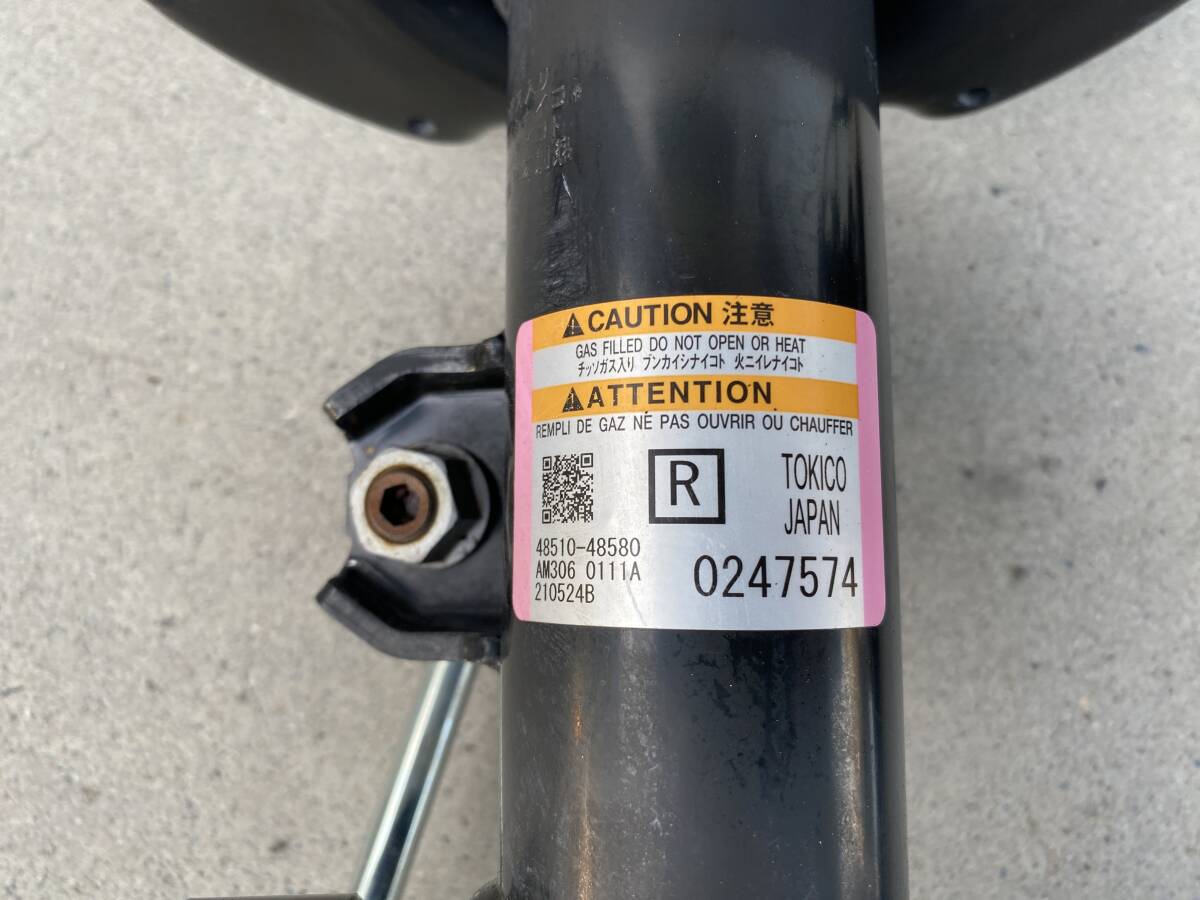 CAUTION 注意
GAS FILLED DO NOT OPEN OR HEAT
チッソガス入り ブンカイシナイコト 火ニイレナイコト
ATTENTION
REMPLI DE GAZ NÉ PAS OUVRIR OU CHAUFFER
R
TOKICO
JAPAN
48510-48580
AM306 0111A
210524B
0247574